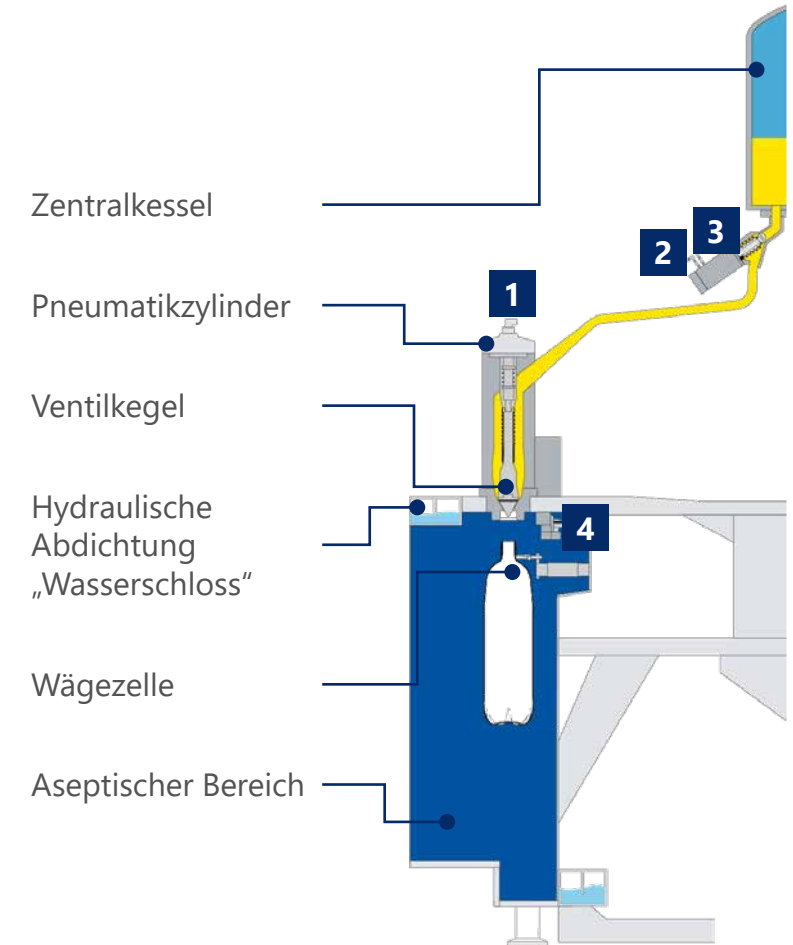 Zentralkessel
2
3
1
Pneumatikzylinder
Ventilkegel
Hydraulische
Abdichtung
„Wasserschloss“
4
Wägezelle
Aseptischer Bereich